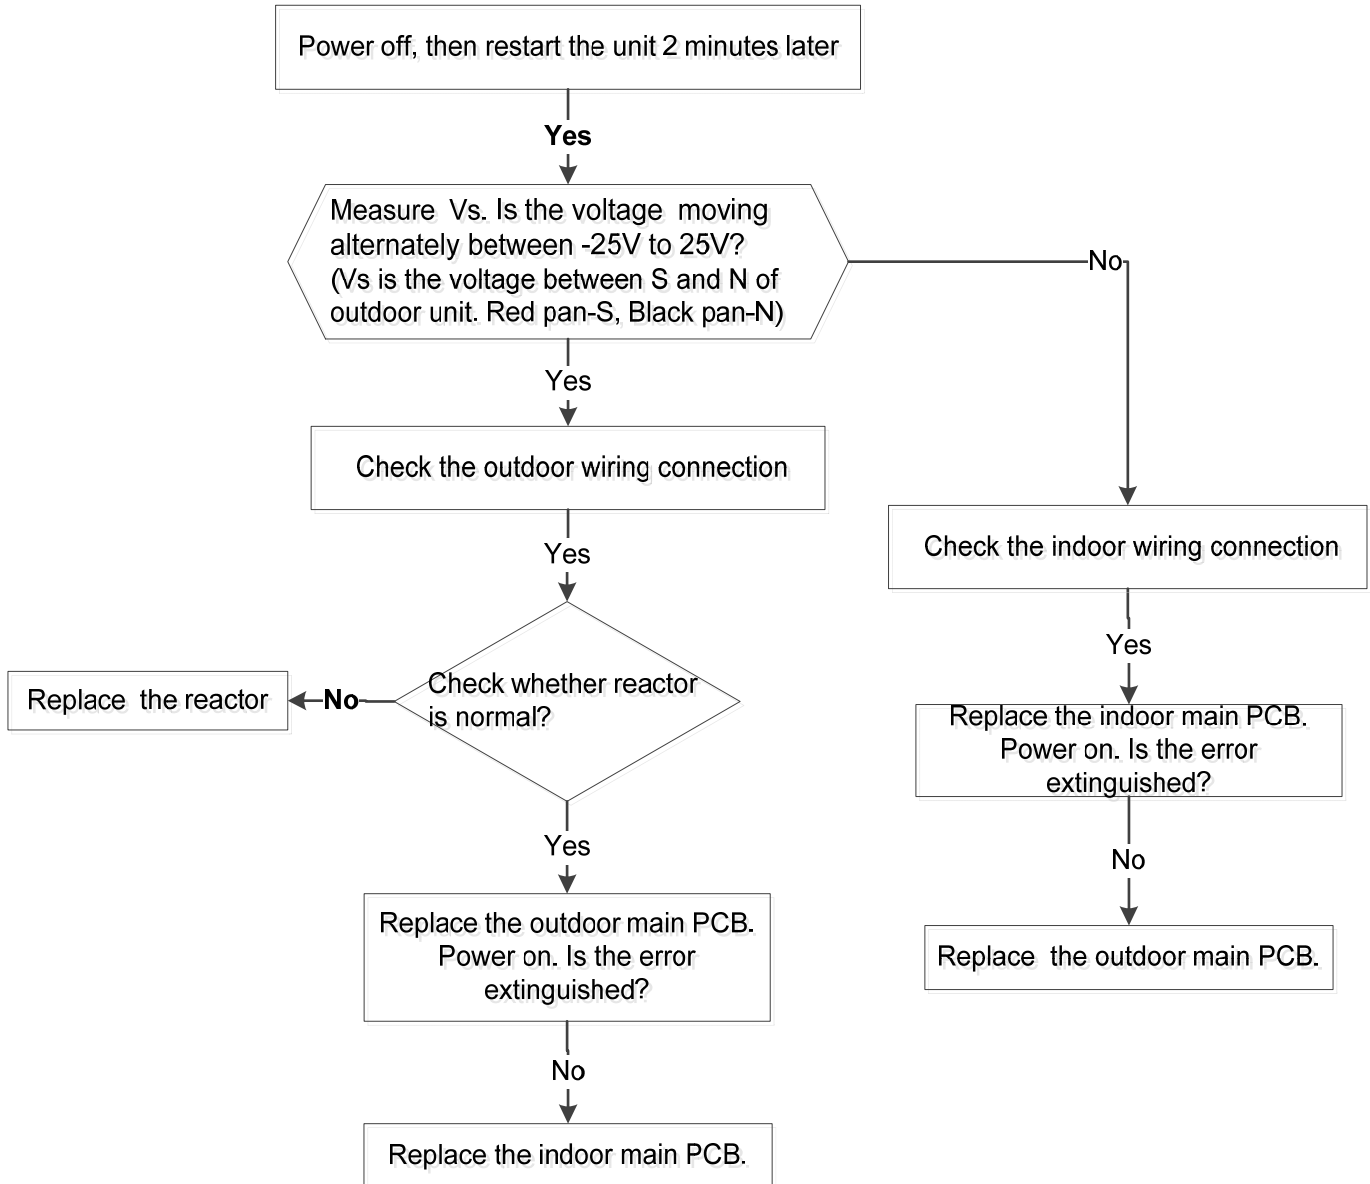 Power off, then restart the unit 2 minutes later
Yes
Measure Vs. Is the voltage moving
alternately between -25V to 25V?
(Vs is the voltage between S and N of
outdoor unit. Red pan-S, Black pan-N)
No
Yes
Check the outdoor wiring connection
Yes
Check the indoor wiring connection
Yes
Check whether reactor
is normal?
No
Replace the reactor
Replace the indoor main PCB.
Power on. Is the error
extinguished?
Yes
No
Replace the outdoor main PCB.
Power on. Is the error
extinguished?
Replace the outdoor main PCB.
No
Replace the indoor main PCB.